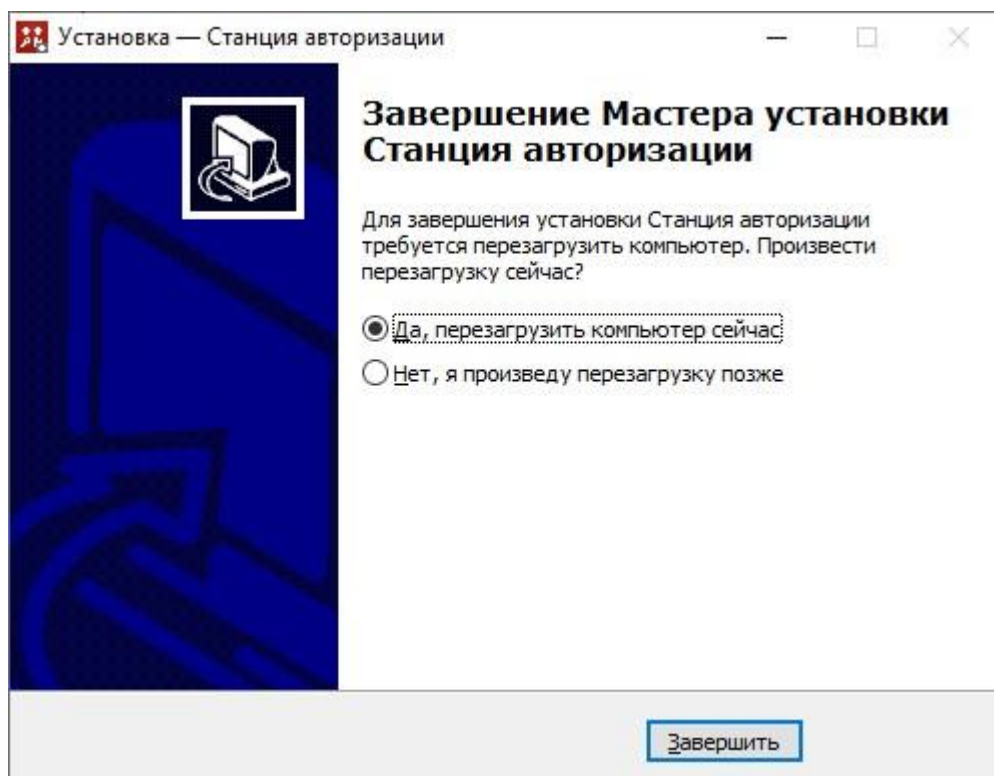 Установка — Станция авторизации
Завершение Мастера установки
Станция авторизации
Для завершения установки Станция авторизации
требуется перезагрузить компьютер. Произвести
перезагрузку сейчас?
Да, перезагрузить компьютер сейчас
Нет, я произведу перезагрузку позже
Завершить